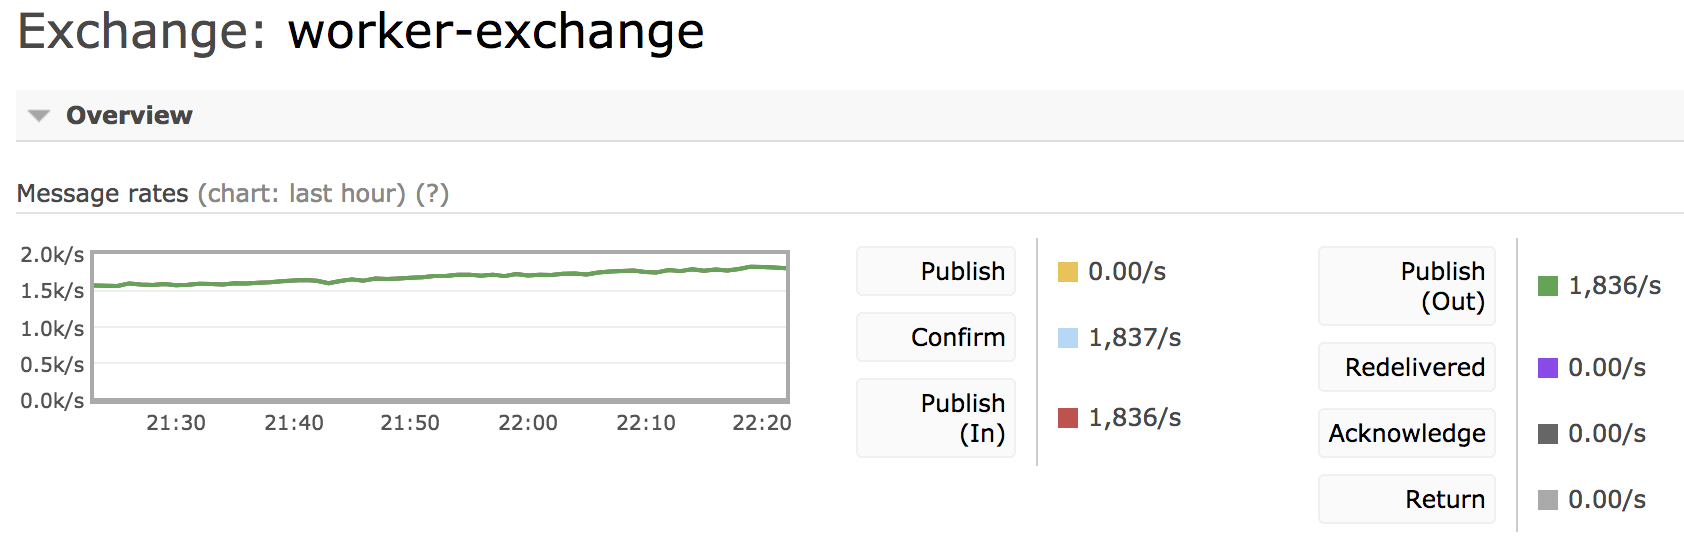 Exchange: worker-exchange
Overview
Message rates (chart: last hour) (?)
2.0k/s
1.5k/s
1.0k/s
0.5k/s
0.0k/s
21:30 21:40 21:50 22:00 22:10 22:20
Publish 0.00/s
Confirm 1,837/s
Publish
(In) 1,836/s
Publish
(Out) 1,836/s
Redelivered 0.00/s
Acknowledge 0.00/s
Return 0.00/s